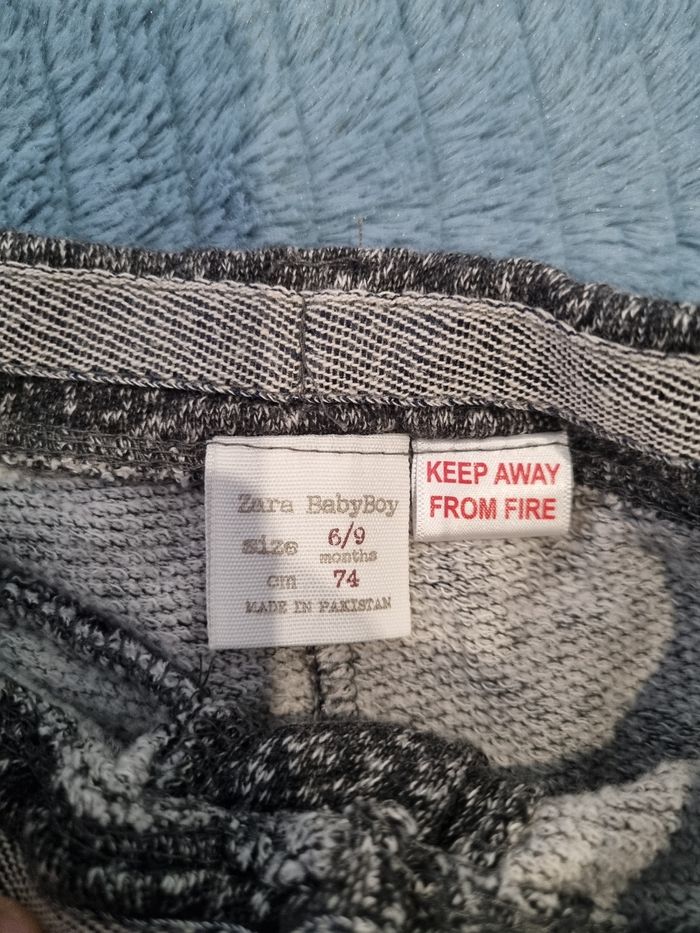 Zara BabyBoy
size 6/9
months
cm 74
MADE IN PAKISTAN
KEEP AWAY
FROM FIRE